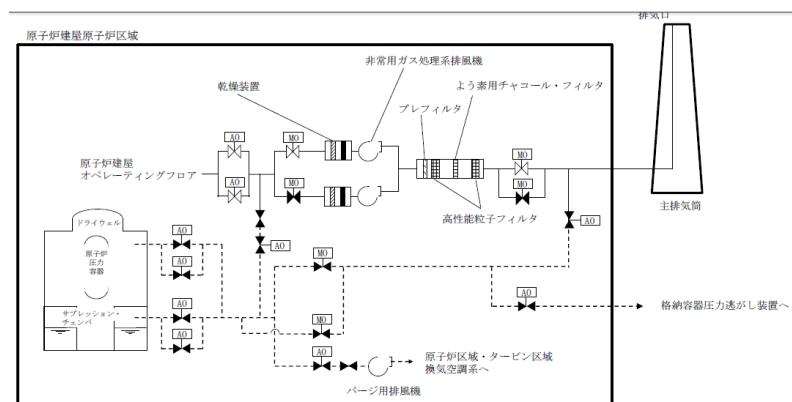 排気口
原子炉建屋原子炉区域
非常用ガス処理系排風機
乾燥装置
よう素用チャコール・フィルタ
プレフィルタ
AO
MO
MO
原子炉建屋
オペレーティングフロア
AO
MO
MO
高性能粒子フィルタ
主排気筒
ドライウェル
AO
AO
AO
原子炉
圧力
容器
AO
MO
AO
サプレッション・
チェンバ
AO
格納容器圧力逃がし装置へ
MO
AO
AO
原子炉区域・タービン区域
換気空調系へ
パージ用排風機